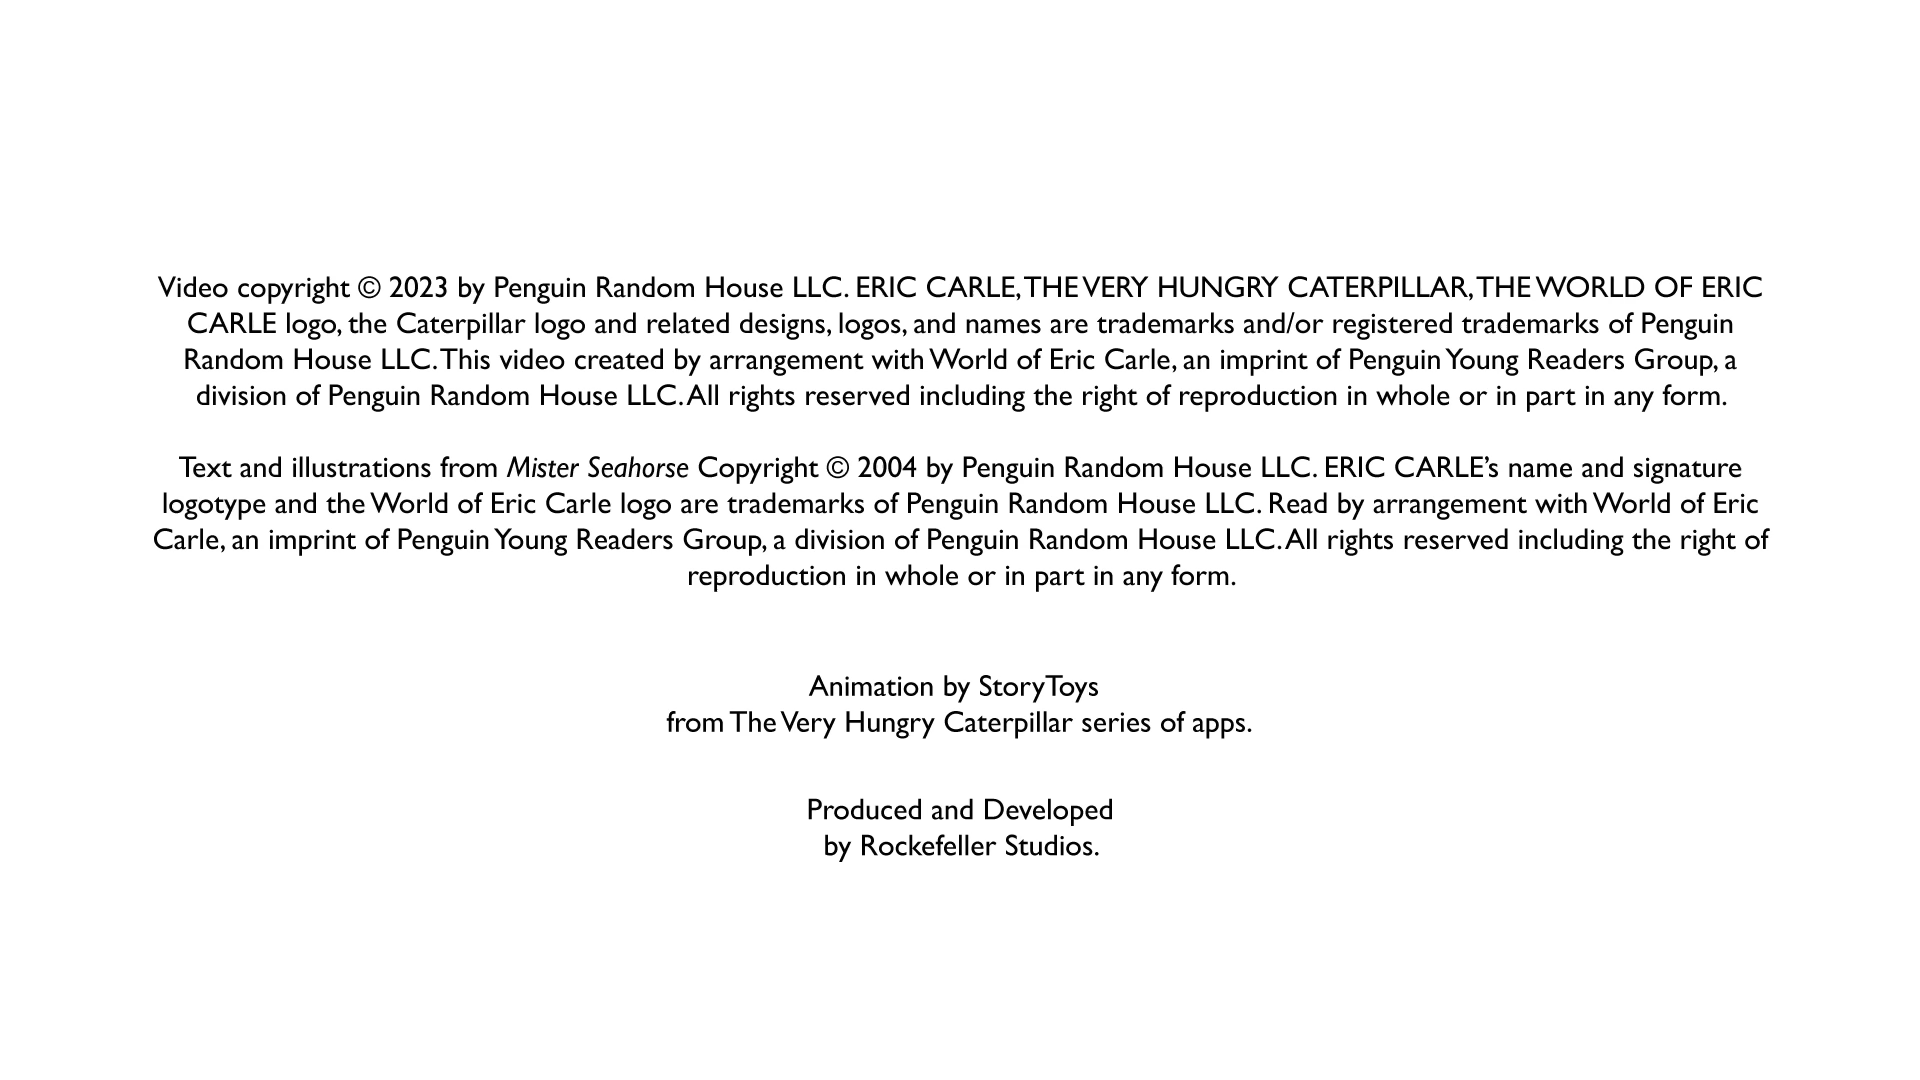 Video copyright © 2023 by Penguin Random House LLC. ERIC CARLE, THE VERY HUNGRY CATERPILLAR, THE WORLD OF ERIC
CARLE logo, the Caterpillar logo and related designs, logos, and names are trademarks and/or registered trademarks of Penguin
Random House LLC. This video created by arrangement with World of Eric Carle, an imprint of Penguin Young Readers Group, a
division of Penguin Random House LLC. All rights reserved including the right of reproduction in whole or in part in any form.
Text and illustrations from Mister Seahorse Copyright © 2004 by Penguin Random House LLC. ERIC CARLE’s name and signature
logotype and the World of Eric Carle logo are trademarks of Penguin Random House LLC. Read by arrangement with World of Eric
Carle, an imprint of Penguin Young Readers Group, a division of Penguin Random House LLC. All rights reserved including the right of
reproduction in whole or in part in any form.
Animation by StoryToys
from The Very Hungry Caterpillar series of apps.
Produced and Developed
by Rockefeller Studios.